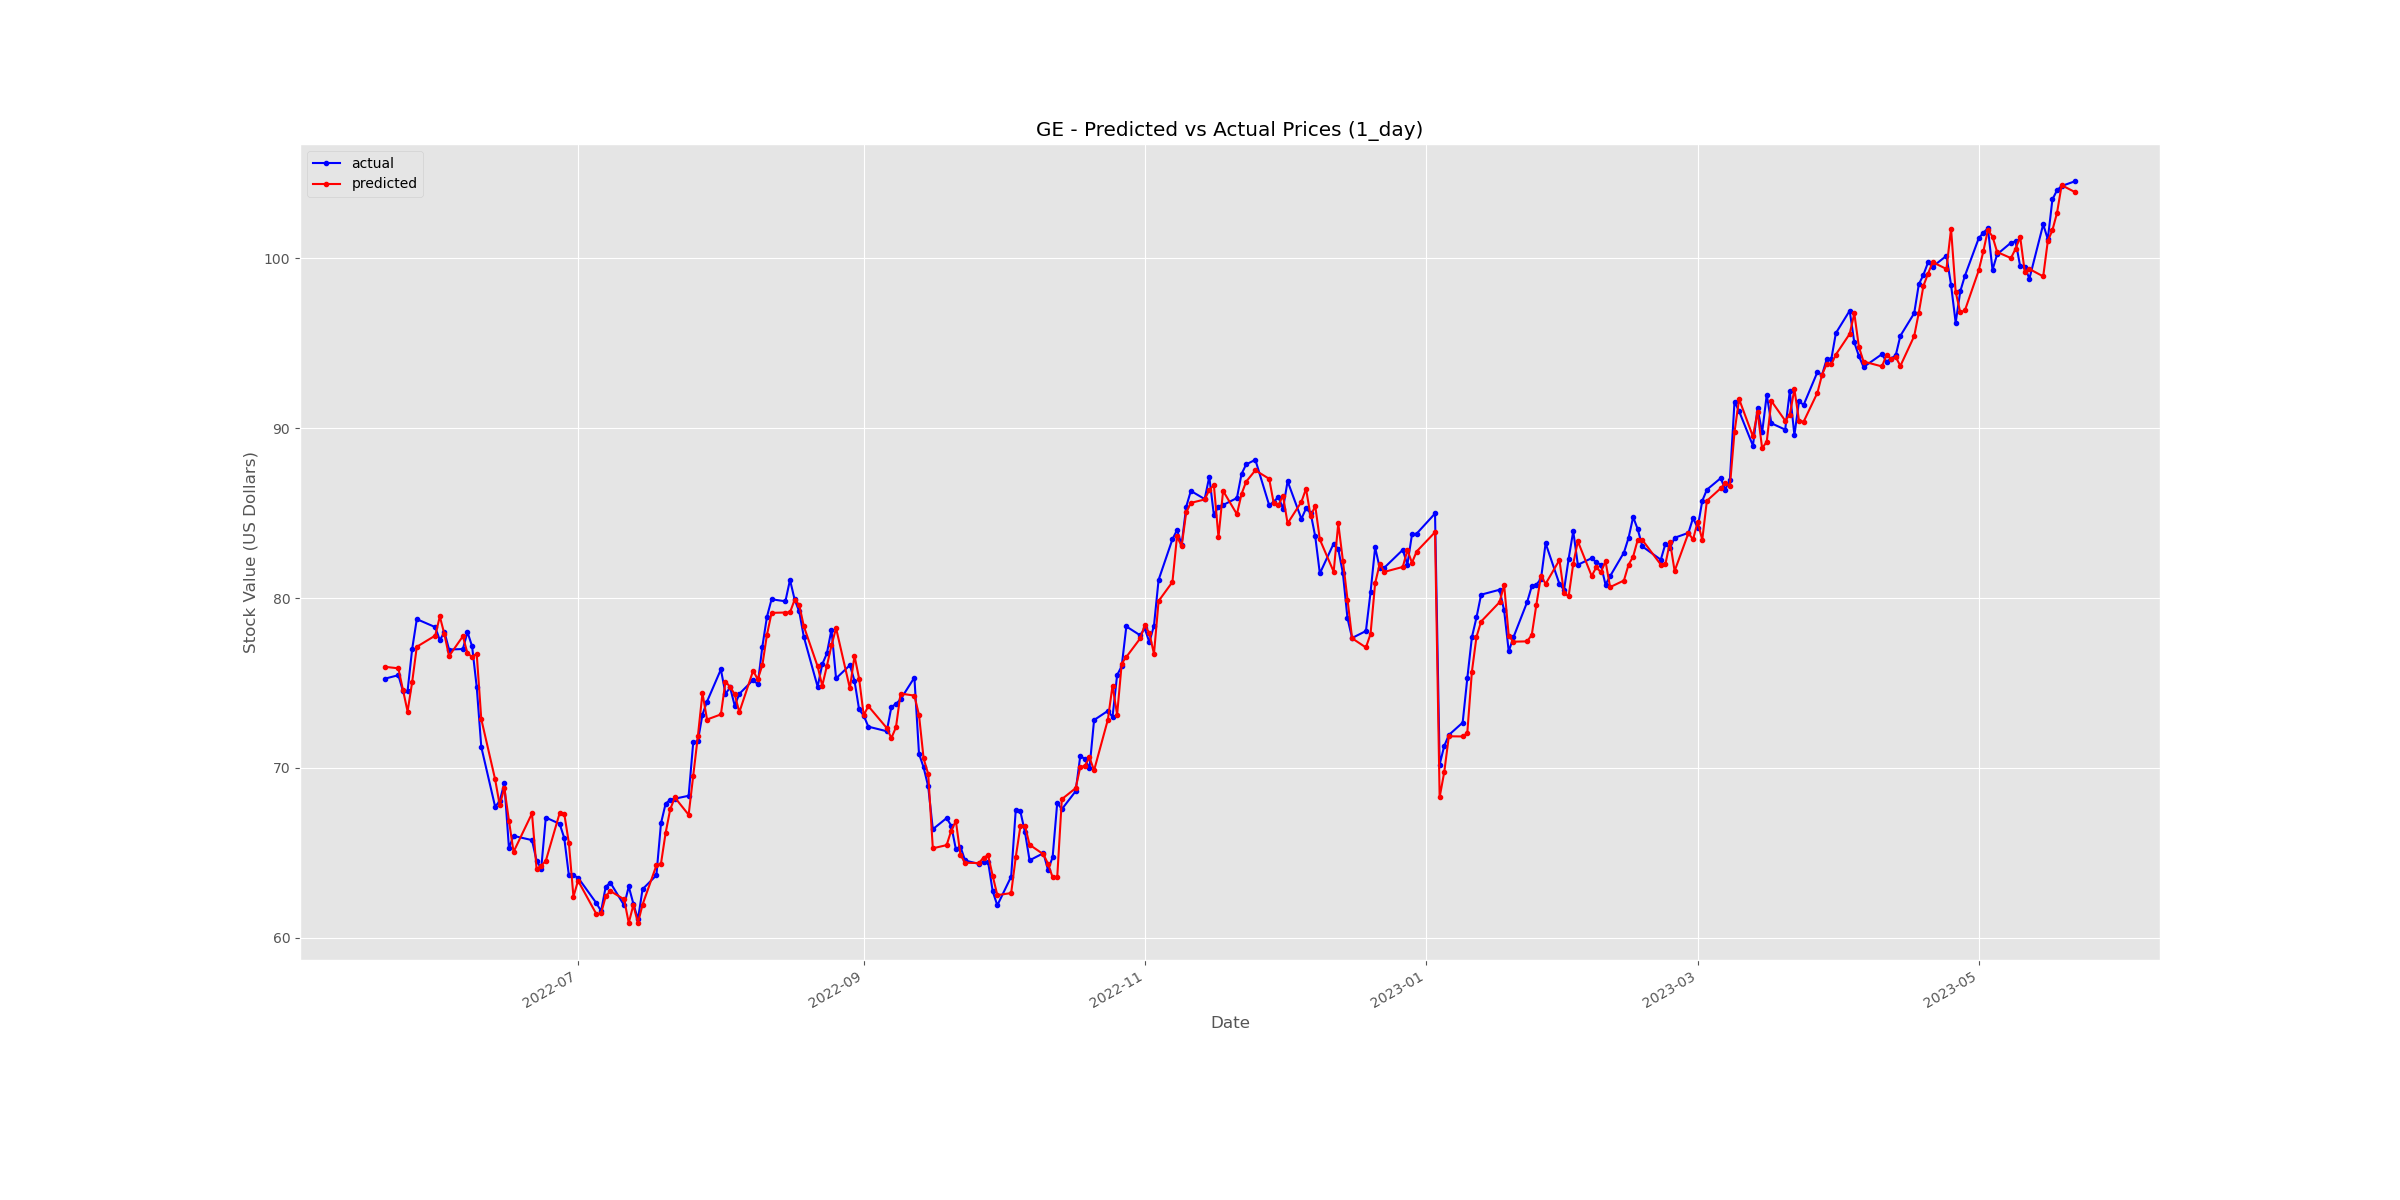 GE - Predicted vs Actual Prices (1_day)
actual
predicted
100
90
80
70
60
Stock Value (US Dollars)
2022-07
2022-09
2022-11
2023-01
2023-03
2023-05
Date